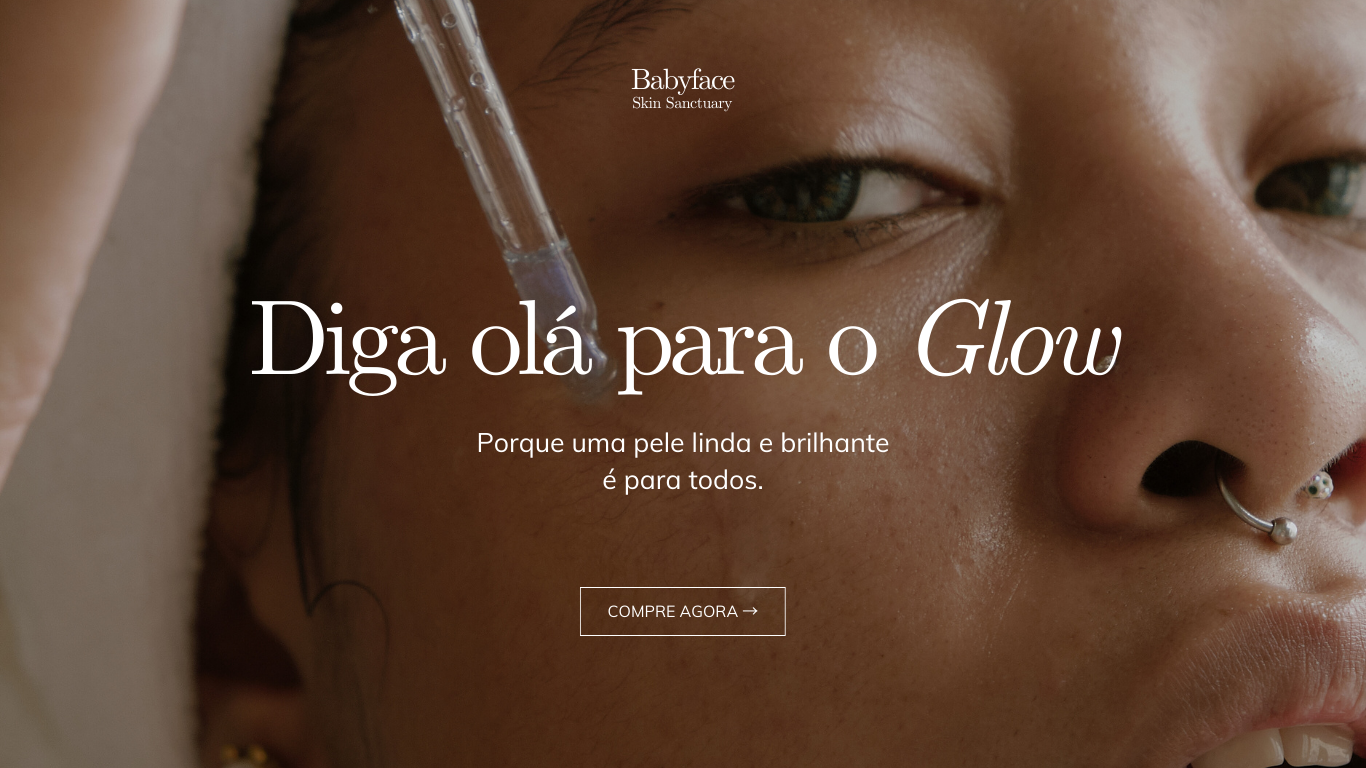 Babyface
Skin Sanctuary
Diga olá para o Glow
Porque uma pele linda e brilhante
é para todos.
COMPRE AGORA →